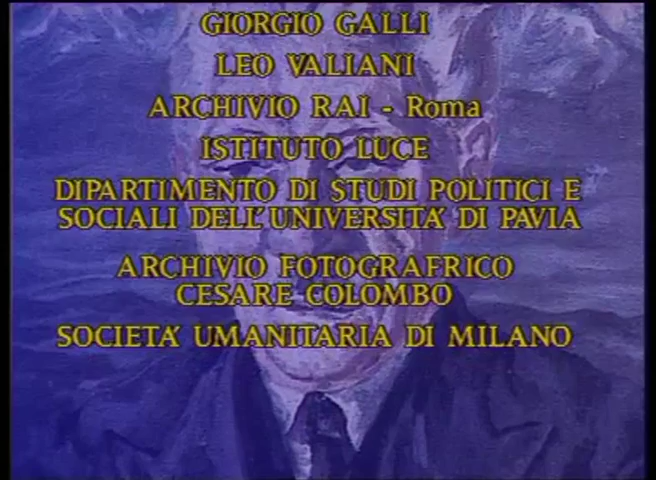 GIORGIO GALLI
LEO VALIANI
ARCHIVIO RAI - Roma
ISTITUTO LUCE
DIPARTIMENTO DI STUDI POLITICI E
SOCIALI DELL'UNIVERSITA' DI PAVIA
ARCHIVIO FOTOGRAFRICO
CESARE COLOMBO
SOCIETA' UMANITARIA DI MILANO